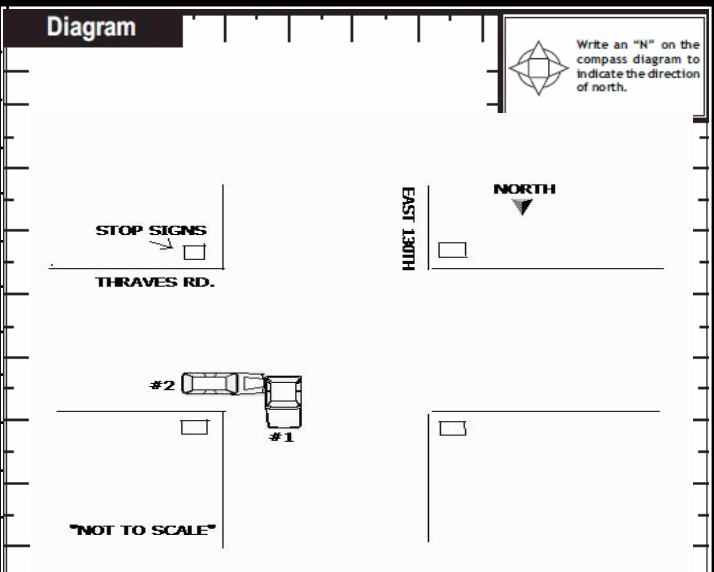 Diagram
Write an “N” on the
compass diagram to
indicate the direction
of north.
NORTH
EAST 130TH
STOP SIGNS
THRAVES RD.
#2
#1
"NOT TO SCALE"